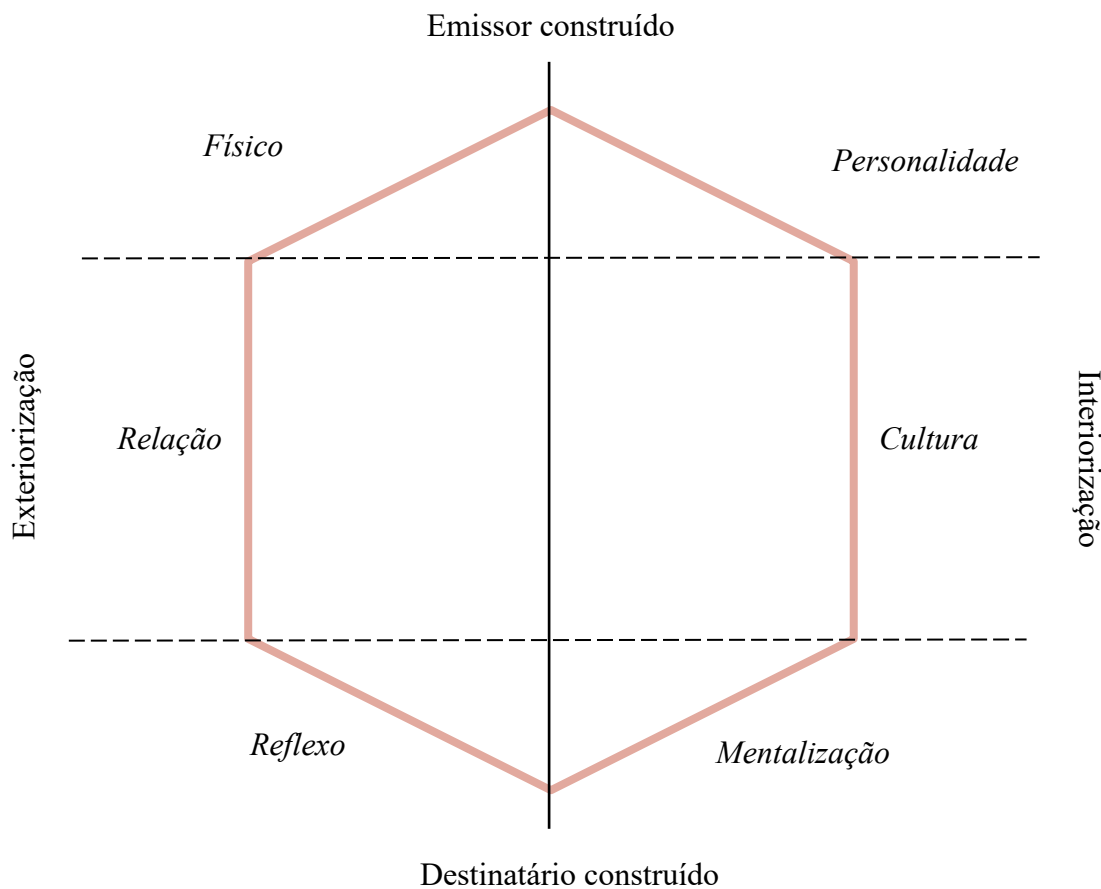 Emissor construído
Físico
Personalidade
Exteriorização
Relação
Cultura
Interiorização
Reflexo
Mentalização
Destinatário construído